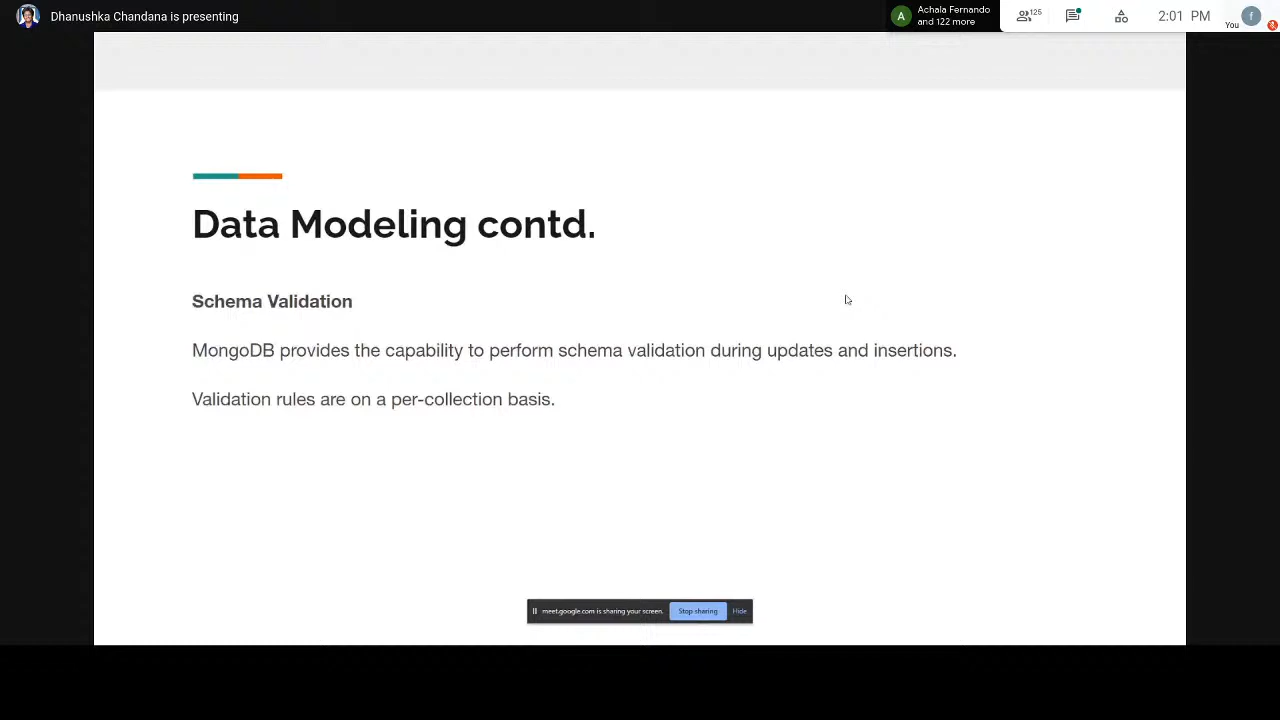 Dhanushka Chandana is presenting
A
Achala Fernando
and 122 more
125
2:01 PM
You
f
Data Modeling contd.
Schema Validation
MongoDB provides the capability to perform schema validation during updates and insertions.
Validation rules are on a per-collection basis.
meet.google.com is sharing your screen.
Stop sharing
Hide